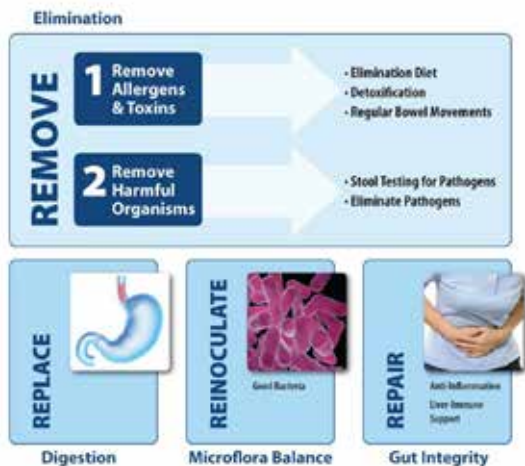 Elimination
REMOVE
1 Remove
Allergens
& Toxins
• Elimination Diet
• Detoxification
• Regular Bowel Movements
2 Remove
Harmful
Organisms
• Stool Testing for Pathogens
• Eliminate Pathogens
REPLACE
Digestion
REINOCULATE
Good Bacteria
Microflora Balance
REPAIR
Anti-Inflammation
Liver-Immune
Support
Gut Integrity